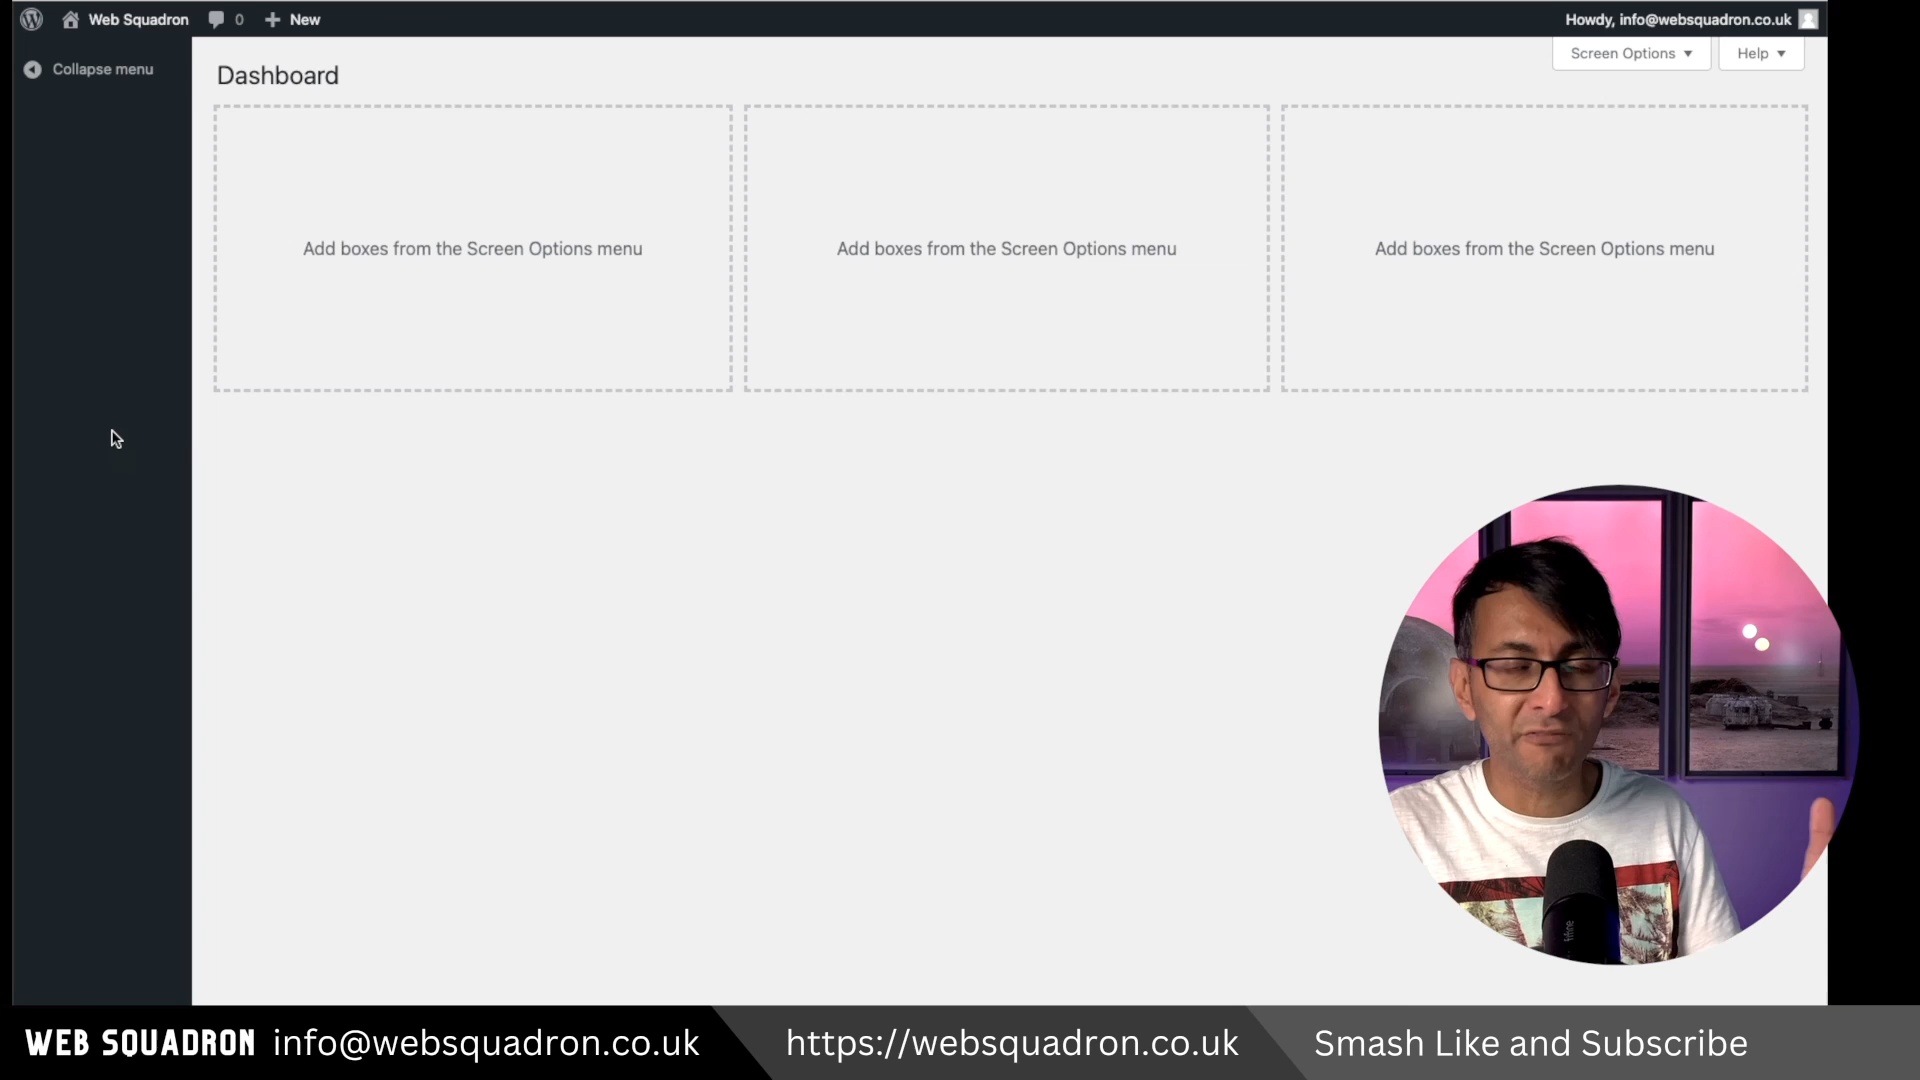 Web Squadron 0 New Howdy, info@websquadron.co.uk
Collapse menu
Screen Options Help
Dashboard
Add boxes from the Screen Options menu
Add boxes from the Screen Options menu
Add boxes from the Screen Options menu
WEB SQUADRON info@websquadron.co.uk https://websquadron.co.uk Smash Like and Subscribe